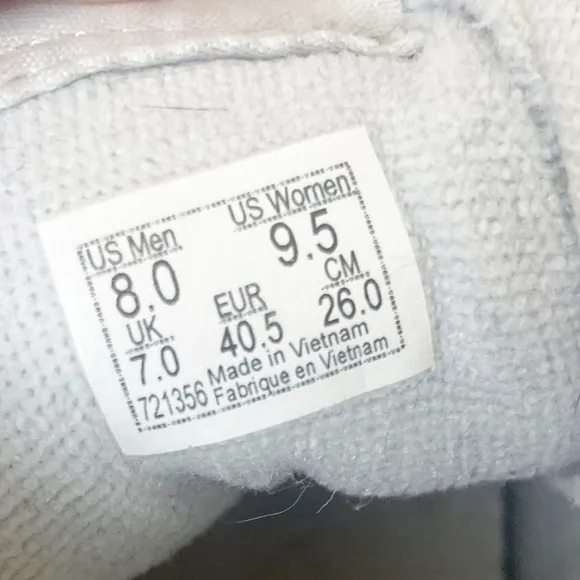 US Men US Women
8.0 9.5
UK EUR CM
7.0 40.5 26.0
721356 Made in Vietnam
Fabrique en Vietnam